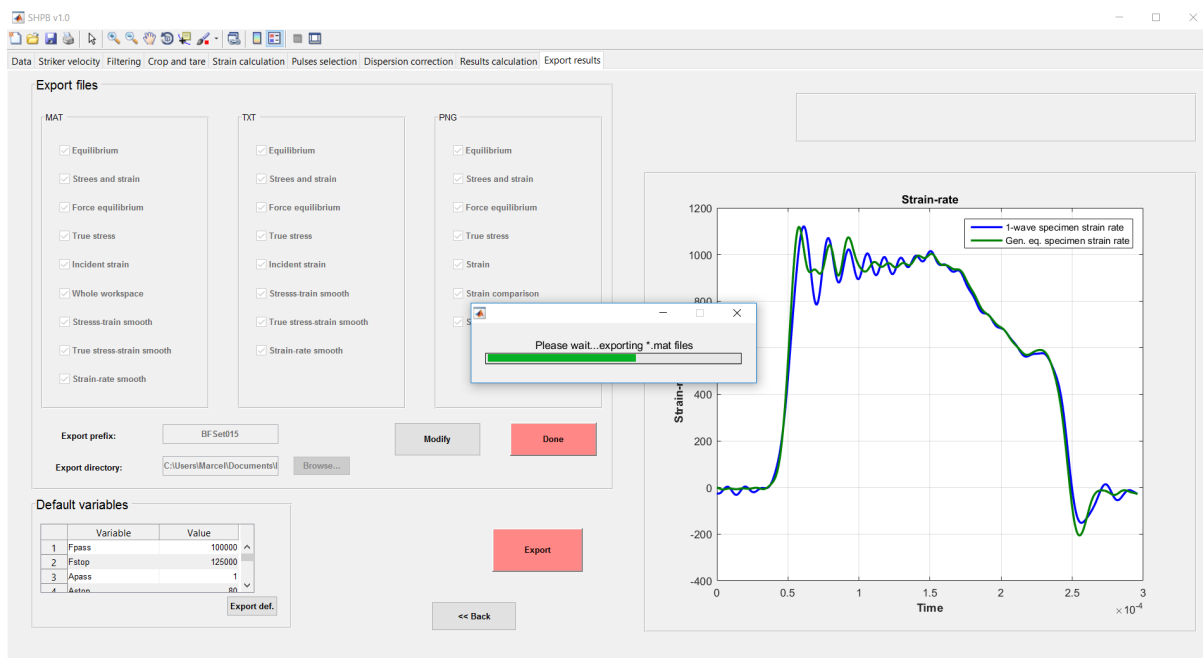 SHPB v1.0
Data Striker velocity Filtering Crop and tare Strain calculation Pulses selection Dispersion correction Results calculation Export results
Export files
MAT
Equilibrium
Strees and strain
Force equilibrium
True stress
Incident strain
Whole workspace
Stresss-train smooth
True stress-strain smooth
Strain-rate smooth
TXT
Equilibrium
Strees and strain
Force equilibrium
True stress
Incident strain
Stresss-train smooth
True stress-strain smooth
Strain-rate smooth
PNG
Equilibrium
Strees and strain
Force equilibrium
True stress
Strain
Strain comparison
Please wait...exporting *.mat files
Export prefix:
BFSet015
Modify
Done
Export directory:
C:\Users\Marcel\Documents\
Browse...
Default variables
Variable Value
1 Fpass 100000
2 Fstop 125000
3 Apass 1
4 Astop 80
Export def.
Export
<< Back
Strain-rate
1-wave specimen strain rate
Gen. eq. specimen strain rate
1200
1000
800
400
200
0
-200
-400
0 0.5 1 1.5 2 2.5 3
Time
× 10⁻⁴